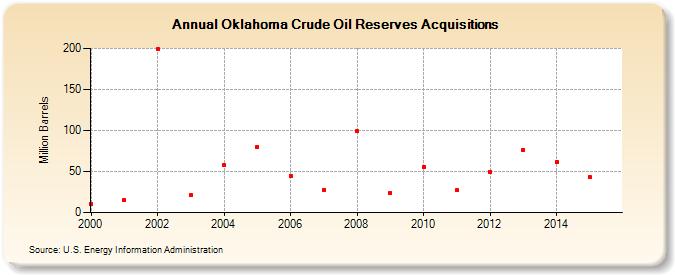 Annual Oklahoma Crude Oil Reserves Acquisitions
Million Barrels
200
150
100
50
0
2000 2002 2004 2006 2008 2010 2012 2014
Source: U.S. Energy Information Administration